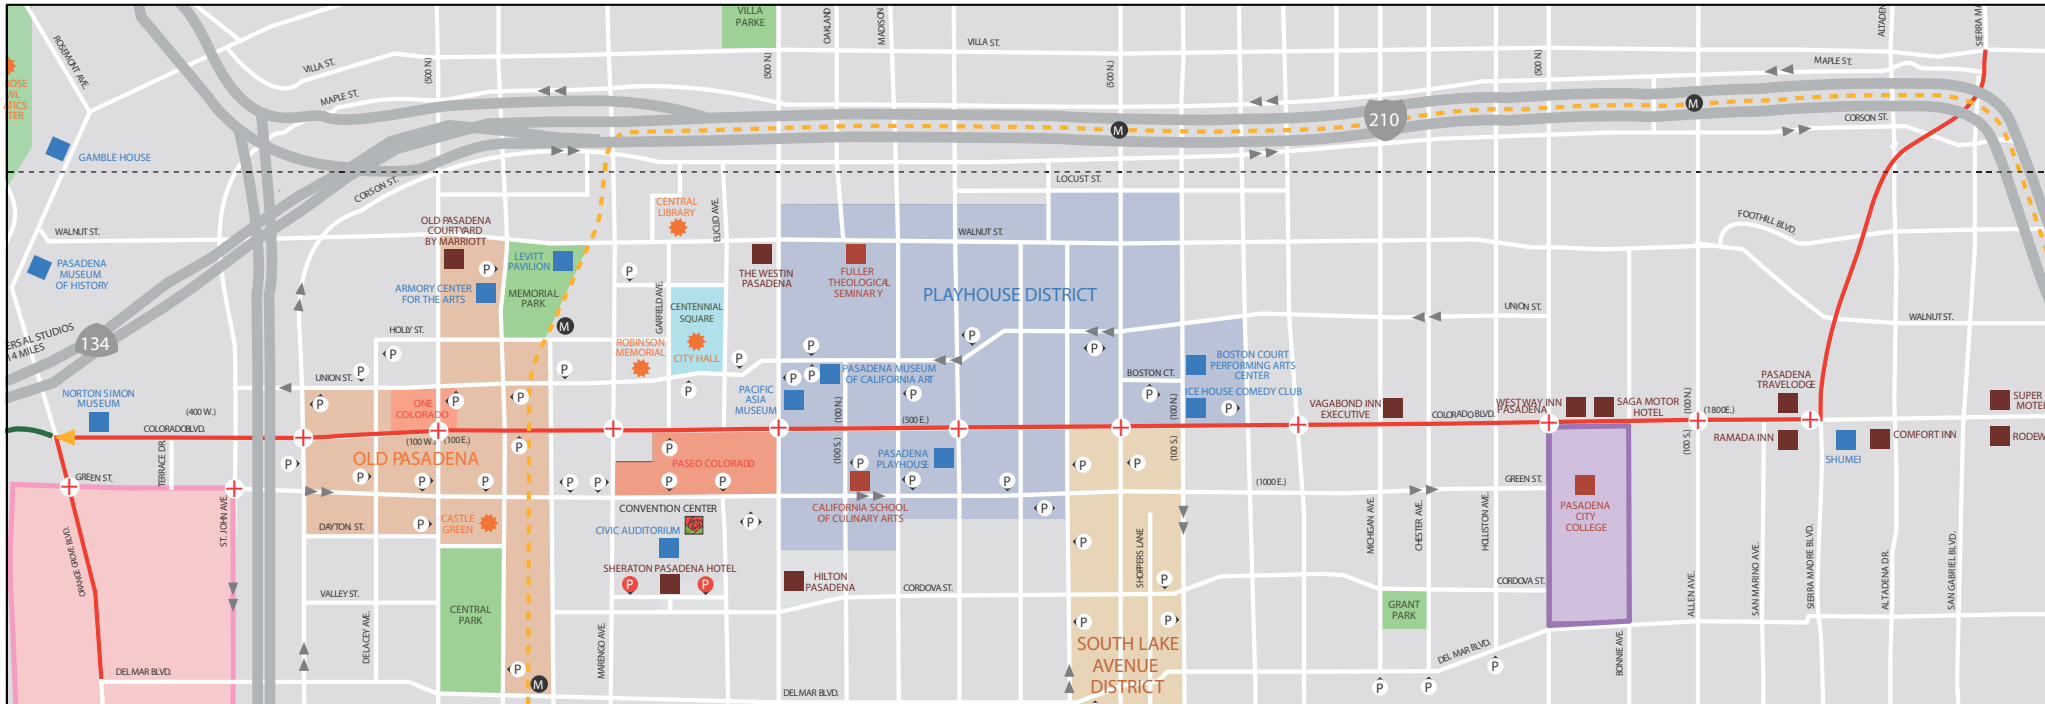 VILLA
PARKE
OAKLAND
MADISON
ROSEMONT AVE.
VILLA ST.
VILLA ST.
(500 N.)
(500 N.)
(500 N.)
(500 N.)
MAPLE ST.
MAPLE ST.
210
M
M
CORSON ST.
CORSON ST.
GAMBLE HOUSE
LOCUST ST.
CENTRAL
LIBRARY
EUCLID AVE.
OLD PASADENA
COURTYARD
BY MARRIOTT
WALNUT ST.
WALNUT ST.
FOOTHILL BLVD.
PASADENA
MUSEUM
OF HISTORY
LEVITT
PAVILION
THE WESTIN
PASADENA
FULLER
THEOLOGICAL
SEMINARY
ARMORY CENTER
FOR THE ARTS
MEMORIAL
PARK
GARFIELD AVE.
CENTENNIAL
SQUARE
CITY HALL
PLAYHOUSE DISTRICT
UNION ST.
WALNUT ST.
HOLLY ST.
M
ROBINSON
MEMORIAL
134
14 MILES
UNION ST.
PASADENA MUSEUM
OF CALIFORNIA ART
BOSTON CT.
BOSTON COURT
PERFORMING ARTS
CENTER
ICE HOUSE COMEDY CLUB
NORTON SIMON
MUSEUM
(400 W.)
ONE
COLORADO
PACIFIC
ASIA
MUSEUM
(100 N.)
(500 E.)
(100 N.)
VAGABOND INN
EXECUTIVE
COLORADO BLVD.
WESTWAY INN
PASADENA
SAGA MOTOR
HOTEL
(100 N.)
(1800 E.)
PASADENA
TRAVELODGE
SUPER
MOTEL
COLORADO BLVD.
(100 W.)
(100 E.)
OLD PASADENA
PASEO COLORADO
(100 S.)
PASADENA
PLAYHOUSE
(100 S.)
(100 S.)
RAMADA INN
SHUMEI
COMFORT INN
RODEW
TERRACE DR.
GREEN ST.
(1000 E.)
GREEN ST.
ST. JOHN AVE.
ORANGE GROVE BLVD.
DAYTON ST.
CASTLE
GREEN
CONVENTION CENTER
CIVIC AUDITORIUM
CALIFORNIA SCHOOL
OF CULINARY ARTS
PASADENA
CITY
COLLEGE
MICHIGAN AVE.
CHESTER AVE.
HOLLISTON AVE.
SHOPPERS LANE
SHERATON PASADENA HOTEL
HILTON
PASADENA
CORDOVA ST.
CORDOVA ST.
VALLEY ST.
DELACEY AVE.
CENTRAL
PARK
MARENGO AVE.
GRANT
PARK
ALLEN AVE.
SAN MARINO AVE.
SIERRA MADRE BLVD.
ALTADENA DR.
SAN GABRIEL BLVD.
SOUTH LAKE
AVENUE
DISTRICT
DEL MAR BLVD.
BONNIE AVE.
DEL MAR BLVD.
M
DEL MAR BLVD.